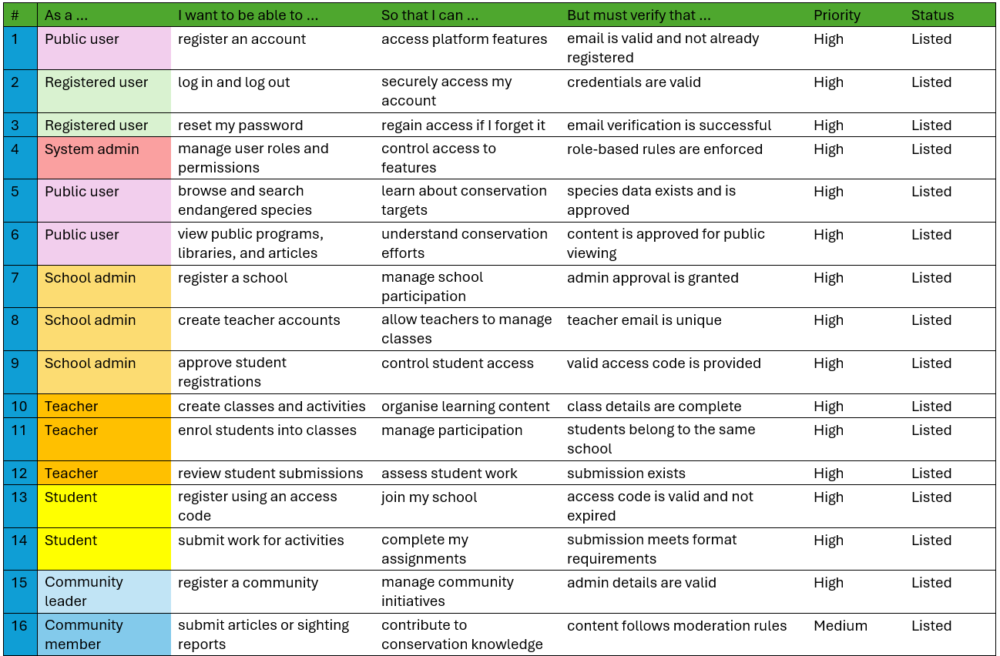 # As a ... I want to be able to ... So that I can ... But must verify that ... Priority Status
1 Public user register an account access platform features email is valid and not already High Listed
registered
2 Registered user log in and log out securely access my credentials are valid High Listed
account
3 Registered user reset my password regain access if I forget it email verification is successful High Listed
4 System admin manage user roles and control access to role-based rules are enforced High Listed
permissions features
5 Public user browse and search learn about conservation species data exists and is High Listed
endangered species targets approved
6 Public user view public programs, understand conservation content is approved for public High Listed
libraries, and articles efforts viewing
7 School admin register a school manage school admin approval is granted High Listed
participation
8 School admin create teacher accounts allow teachers to manage teacher email is unique High Listed
classes
9 School admin approve student control student access valid access code is provided High Listed
registrations
10 Teacher create classes and activities organise learning content class details are complete High Listed
11 Teacher enrol students into classes manage participation students belong to the same High Listed
school
12 Teacher review student submissions assess student work submission exists High Listed
13 Student register using an access join my school access code is valid and not High Listed
code expired
14 Student submit work for activities complete my submission meets format High Listed
assignments requirements
15 Community register a community manage community admin details are valid High Listed
leader initiatives
16 Community submit articles or sighting contribute to content follows moderation rules Medium Listed
member reports conservation knowledge